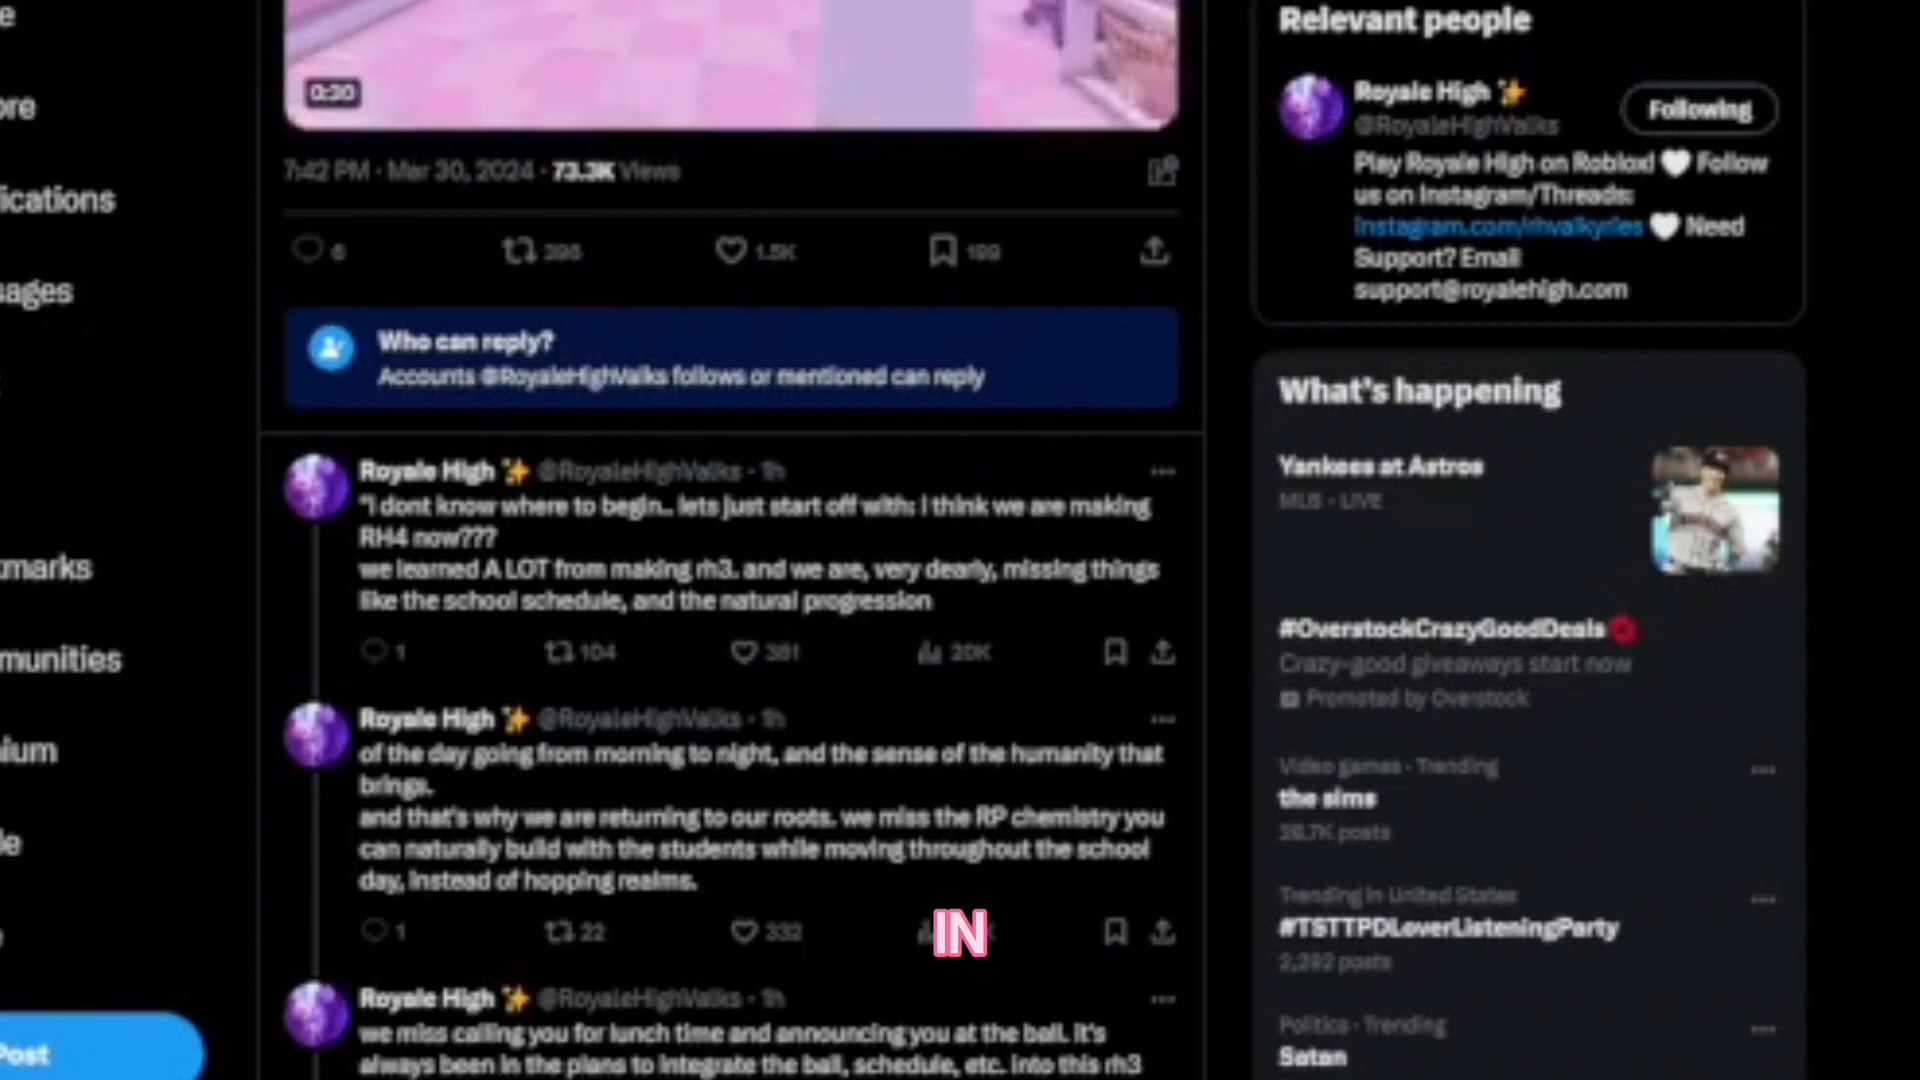 0:30
7:42 PM · Mar 30, 2024 · 73.3K Views
6 395 1.5K 199
Who can reply?
Accounts @RoyaleHighValks follows or mentioned can reply
Royale High ✨ @RoyaleHighValks · 1h
"I dont know where to begin.. lets just start off with: I think we are making
RH4 now???
we learned A LOT from making rh3. and we are, very dearly, missing things
like the school schedule, and the natural progression
1 104 381 20K
Royale High ✨ @RoyaleHighValks · 1h
of the day going from morning to night, and the sense of the humanity that
brings.
and that's why we are returning to our roots. we miss the RP chemistry you
can naturally build with the students while moving throughout the school
day, instead of hopping realms.
1 22 332
IN
Royale High ✨ @RoyaleHighValks · 1h
we miss calling you for lunch time and announcing you at the ball. It's
always been in the plans to integrate the ball, schedule, etc. into this rh3
ore
ications
sages
kmarks
munities
nium
le
Post
Relevant people
Royale High ✨
@RoyaleHighValks
Following
Play Royale High on Roblox! 🤍 Follow
us on Instagram/Threads:
instagram.com/rhvalkyries 🤍 Need
Support? Email
support@royalehigh.com
What's happening
Yankees at Astros
MLB · LIVE
#OverstockCrazyGoodDeals
Crazy-good giveaways start now
Promoted by Overstock
Video games · Trending
the sims
28.7K posts
Trending in United States
#TSTTPDLoverListeningParty
2,292 posts
Politics · Trending
Satan